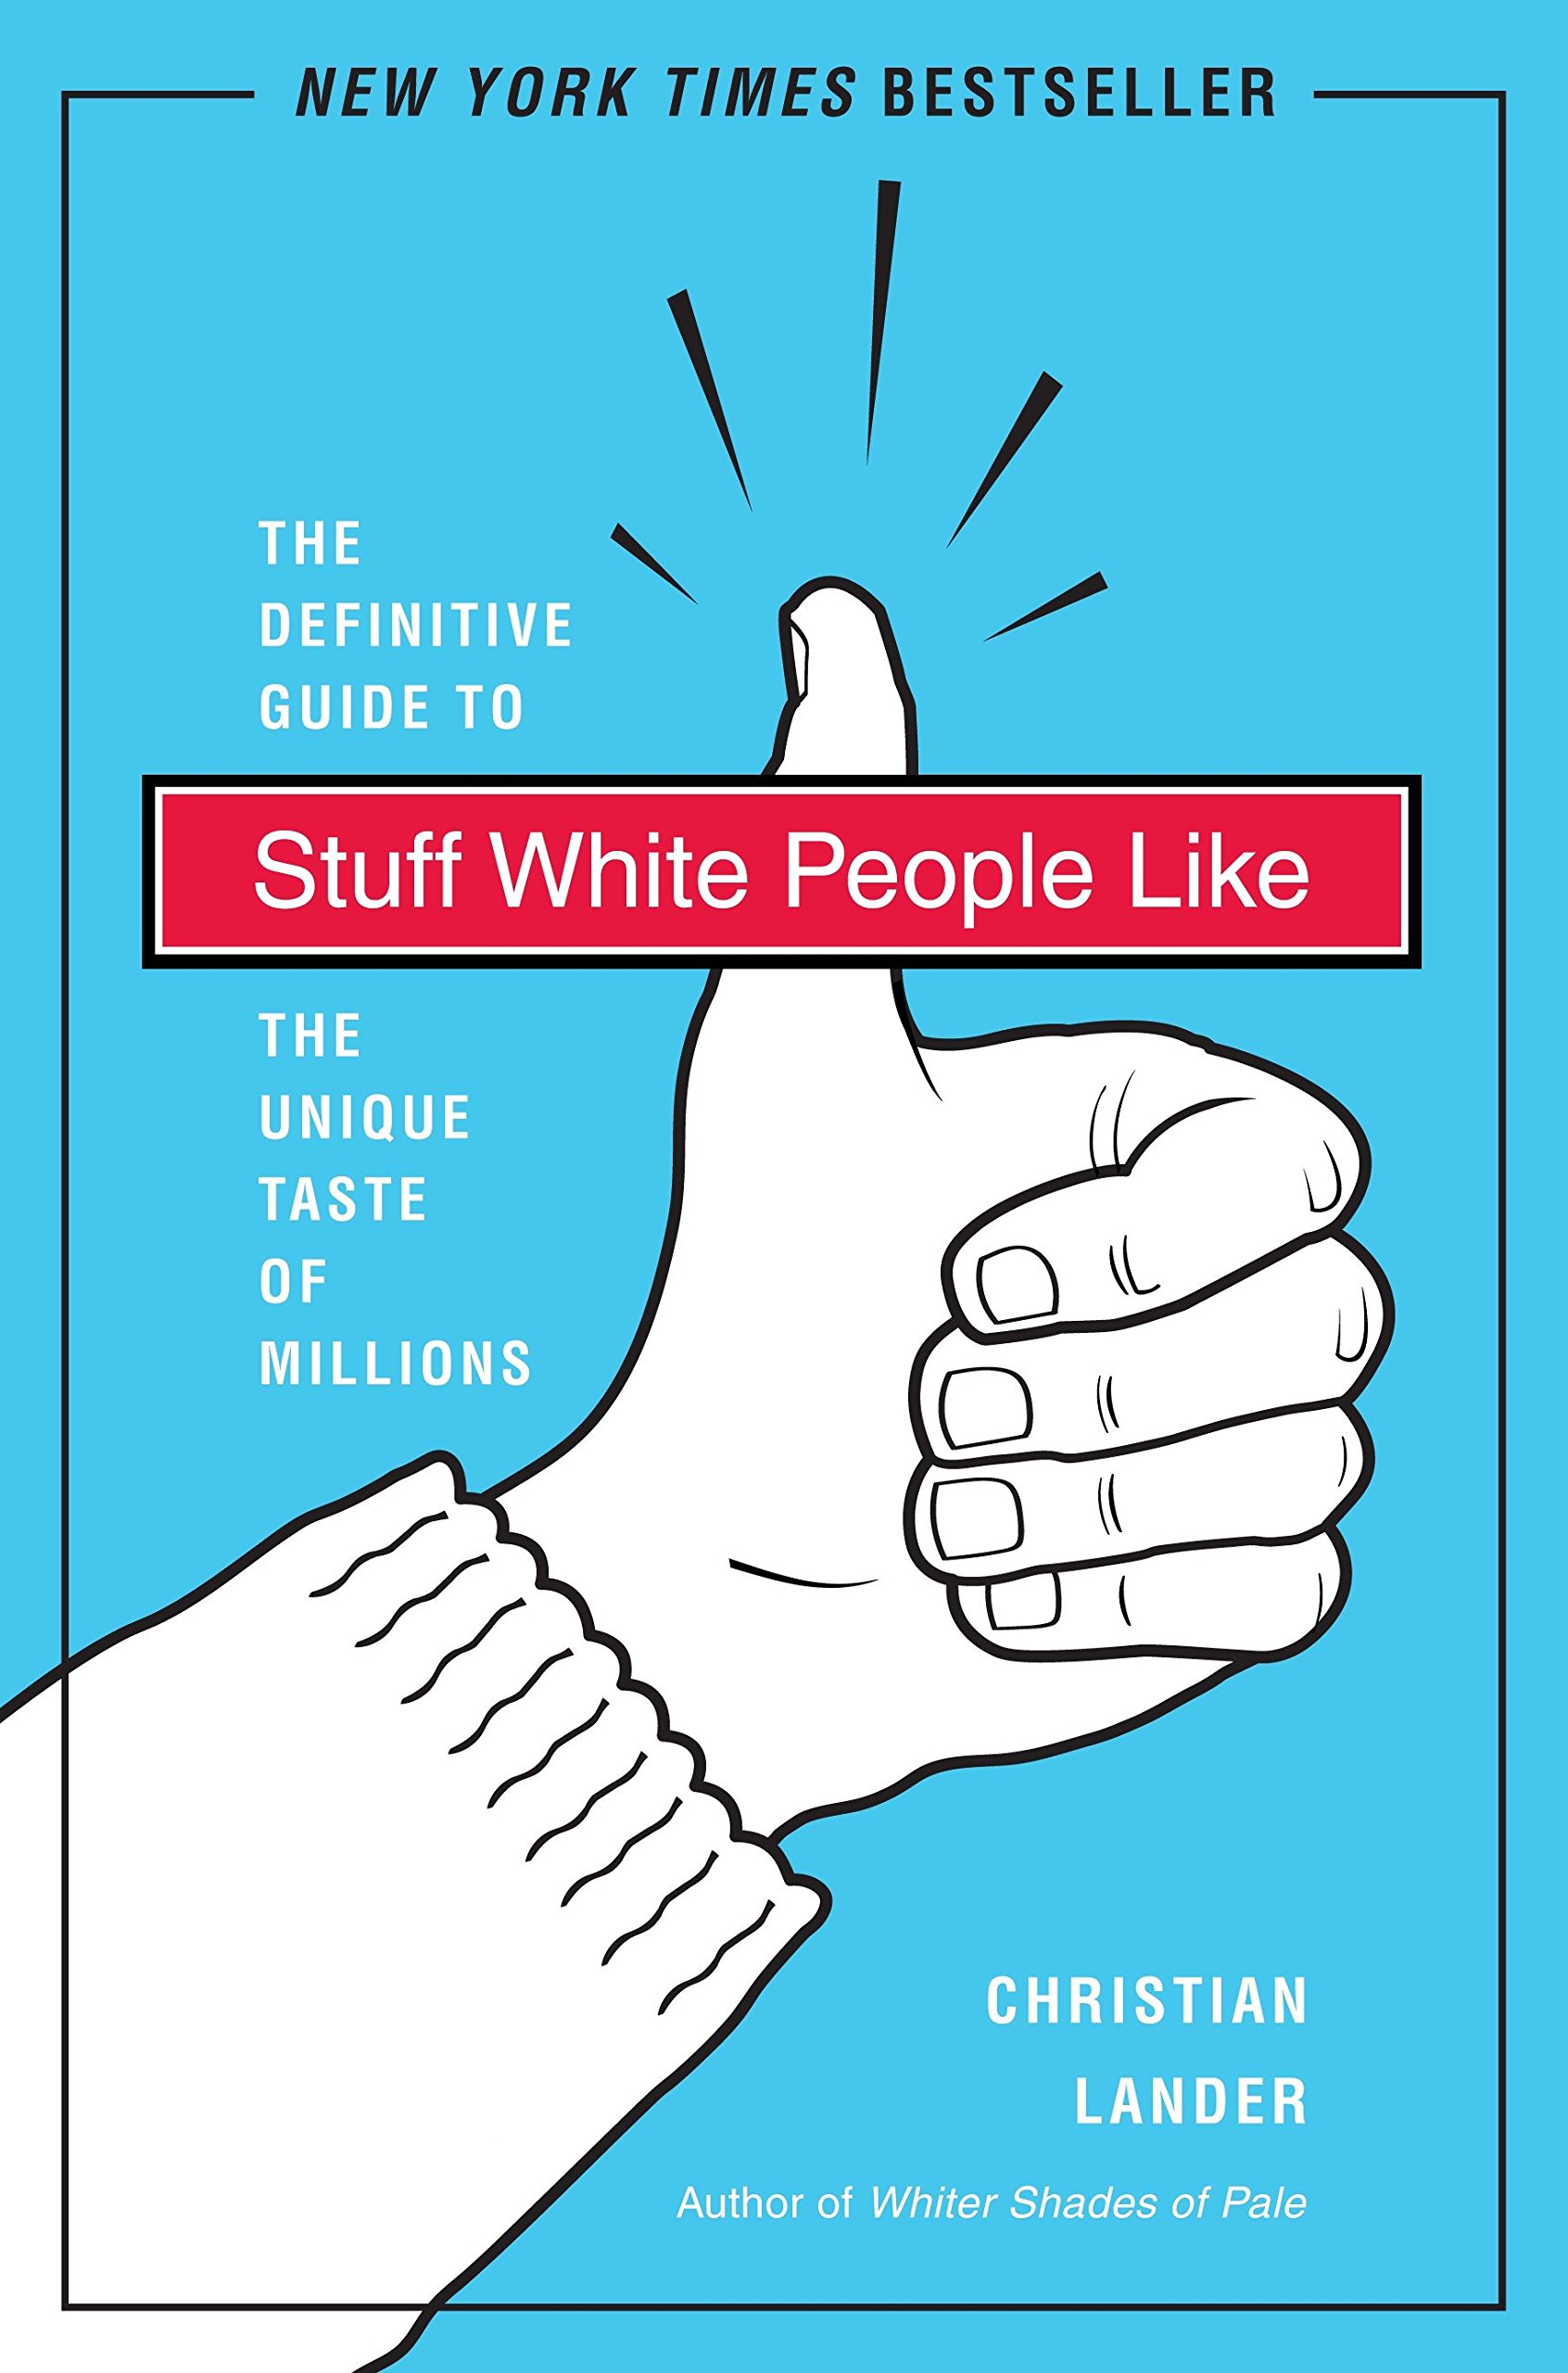 NEW YORK TIMES BESTSELLER
THE
DEFINITIVE
GUIDE TO
Stuff White People Like
THE
UNIQUE
TASTE
OF
MILLIONS
CHRISTIAN
LANDER
Author of Whiter Shades of Pale